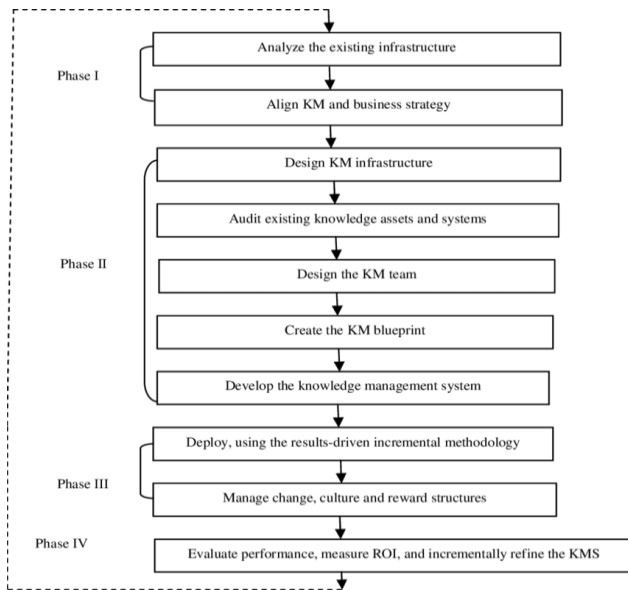 Analyze the existing infrastructure
Phase I
Align KM and business strategy
Design KM infrastructure
Audit existing knowledge assets and systems
Phase II
Design the KM team
Create the KM blueprint
Develop the knowledge management system
Deploy, using the results-driven incremental methodology
Phase III
Manage change, culture and reward structures
Phase IV
Evaluate performance, measure ROI, and incrementally refine the KMS